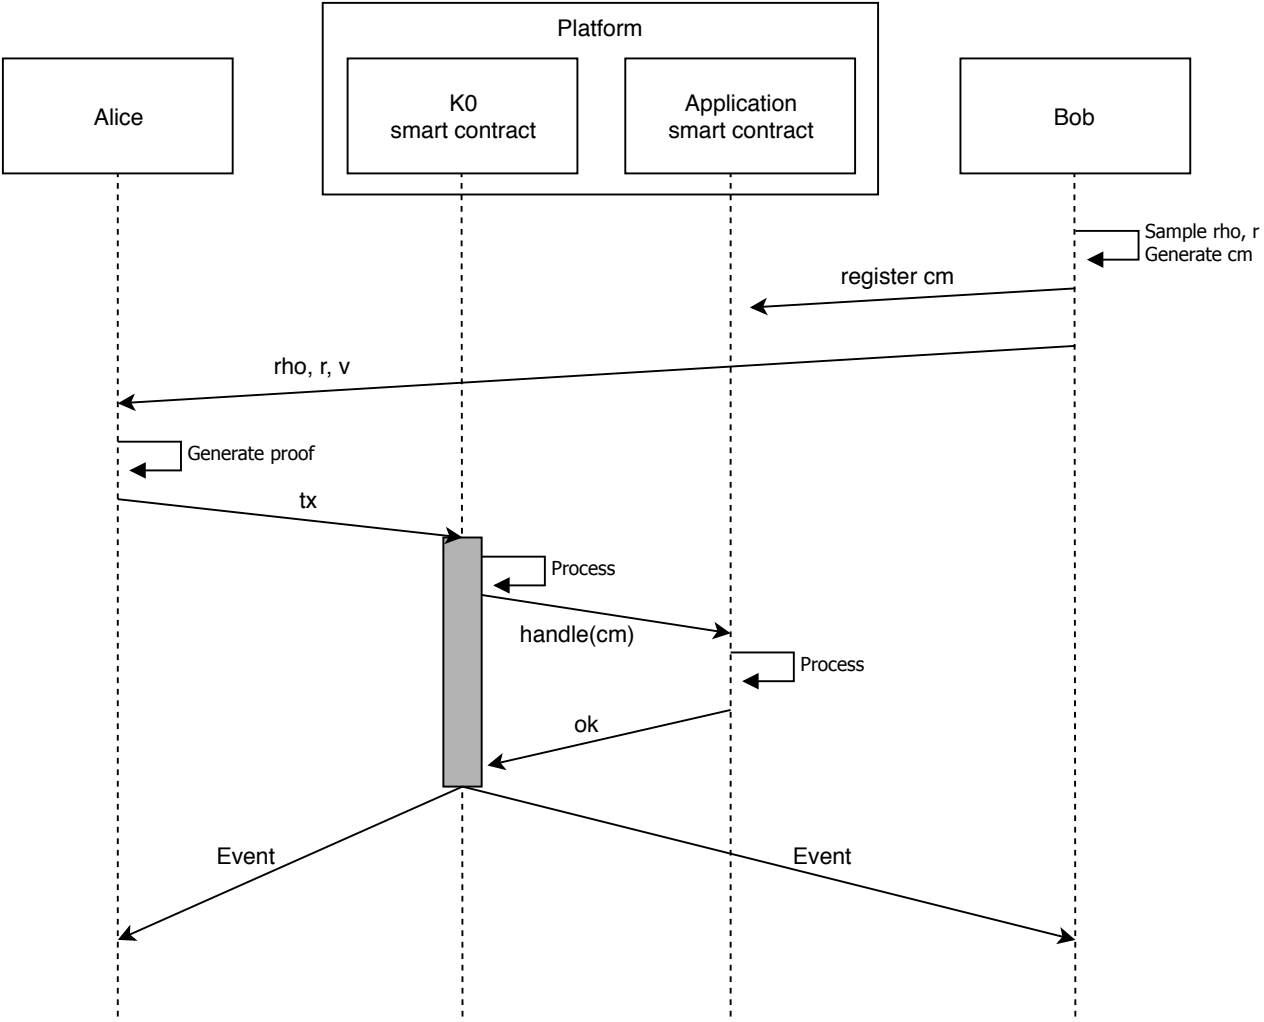 Platform
Alice
K0
smart contract
Application
smart contract
Bob
Sample rho, r
Generate cm
register cm
rho, r, v
Generate proof
tx
Process
handle(cm)
Process
ok
Event
Event